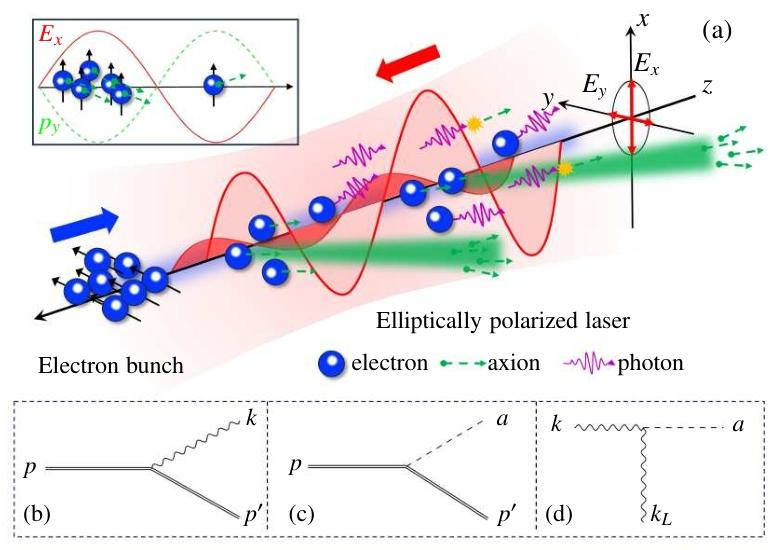 E_x
p_y
(a)
x
E_x
E_y
y
z
Elliptically polarized laser
Electron bunch
electron
axion
photon
p
k
p′
(b)
p
a
p′
(c)
k
a
k_L
(d)